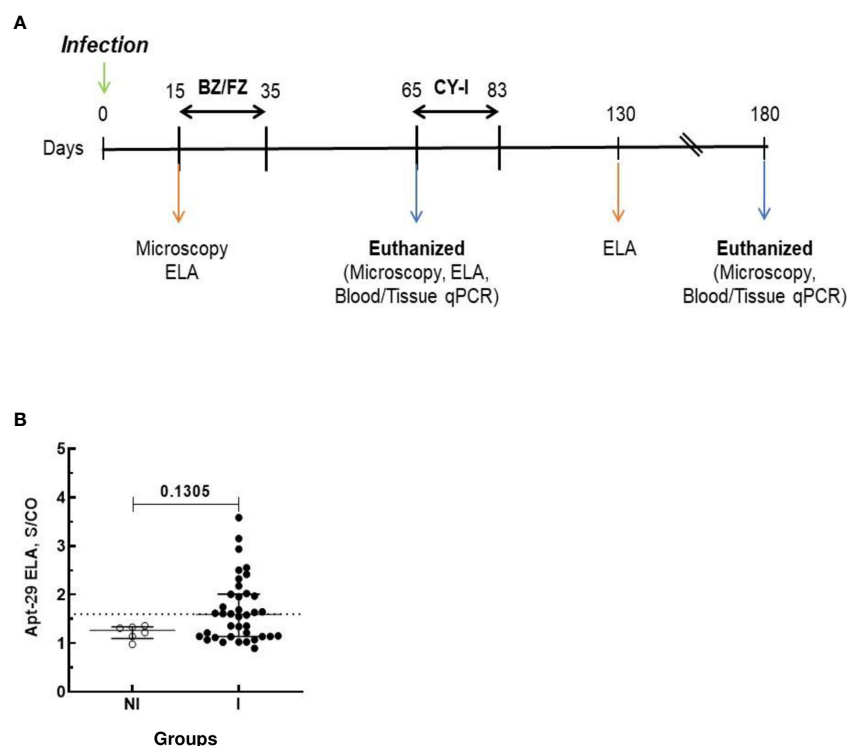 A
Infection
15 BZ/FZ 35 65 CY-I 83
0 130 180
Days
Microscopy
ELA
Euthanized
(Microscopy, ELA,
Blood/Tissue qPCR)
ELA
Euthanized
(Microscopy,
Blood/Tissue qPCR)
B
Apt-29 ELA, S/CO
5
4
3
2
1
0
0.1305
NI I
Groups